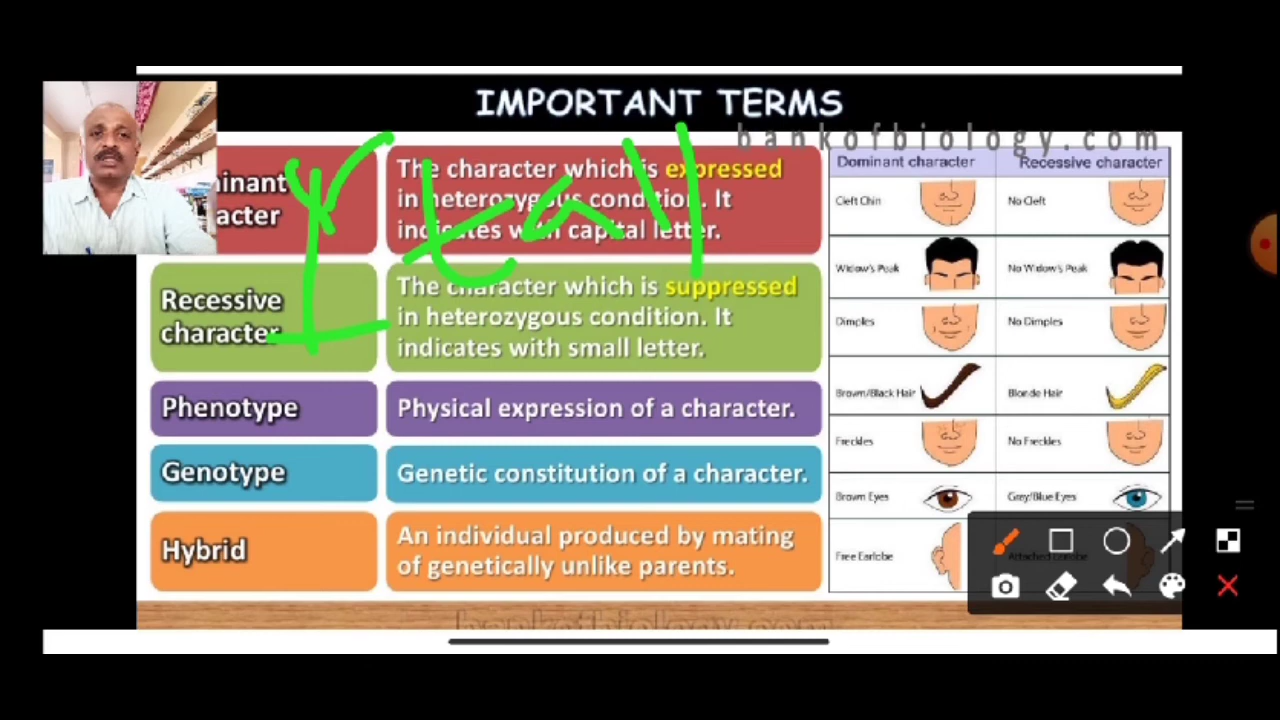 IMPORTANT TERMS
bankofbiology.com
minant
acter
The character which is expressed
in heterozygous condition. It
indicates with capital letter.
Recessive
character
The character which is suppressed
in heterozygous condition. It
indicates with small letter.
Phenotype
Physical expression of a character.
Genotype
Genetic constitution of a character.
Hybrid
An individual produced by mating
of genetically unlike parents.
Dominant character Recessive character
Cleft Chin No Cleft
Widow's Peak No Widow's Peak
Dimples No Dimples
Brown/Black Hair Blonde Hair
Freckles No Freckles
Brown Eyes Grey/Blue Eyes
Free Earlobe Attached Earlobe
tall
bankofbiology.com